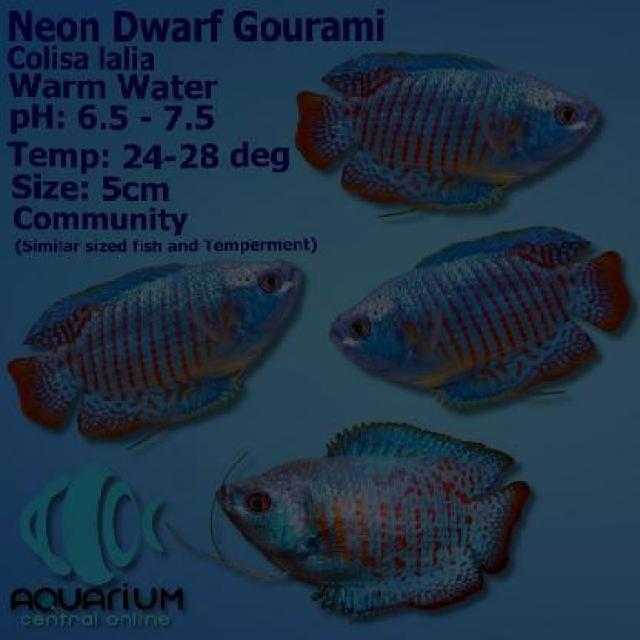 Neon Dwarf Gourami
Colisa lalia
Warm Water
pH: 6.5 - 7.5
Temp: 24-28 deg
Size: 5cm
Community
(Similar sized fish and Temperment)
AQUARIUM
central online